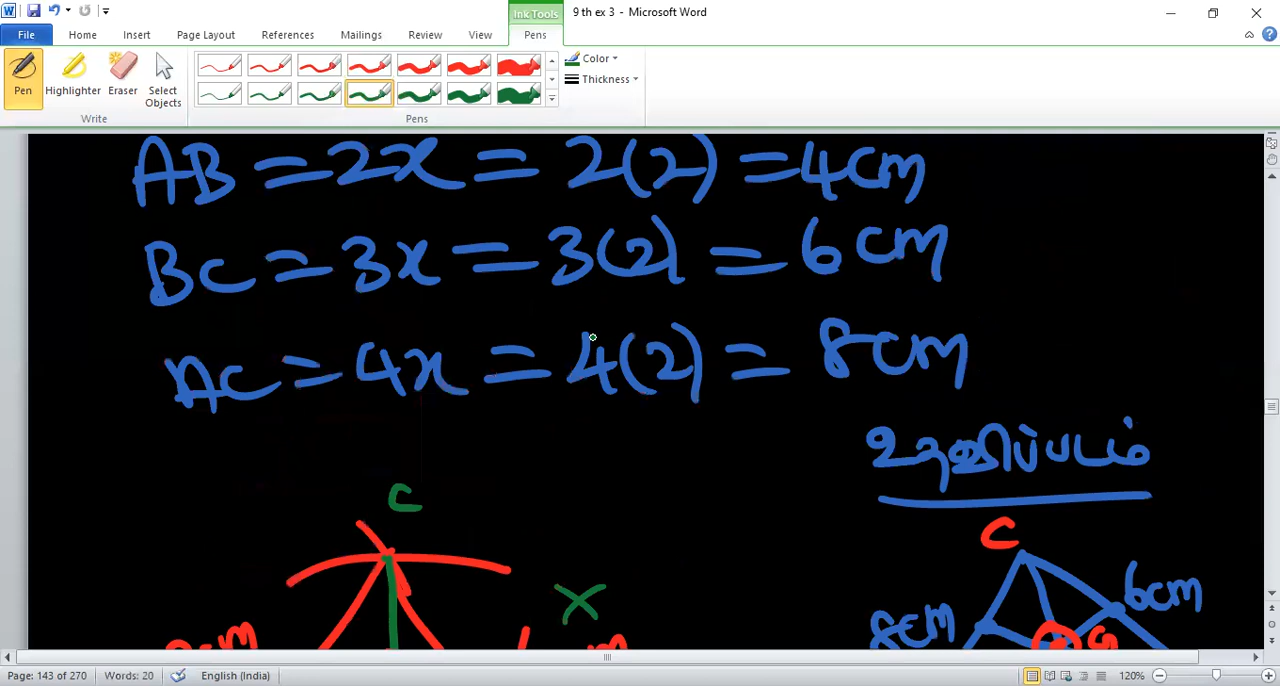 9 th ex 3 - Microsoft Word
Ink Tools
File Home Insert Page Layout References Mailings Review View Pens
Pen Highlighter Eraser Select Objects
Color
Thickness
Write Pens
AB = 2x = 2(2) = 4cm
BC = 3x = 3(2) = 6cm
AC = 4x = 4(2) = 8cm
உதவிப்படம்
C
C
6cm
8cm
G
Page: 143 of 270 Words: 20 English (India) 120%